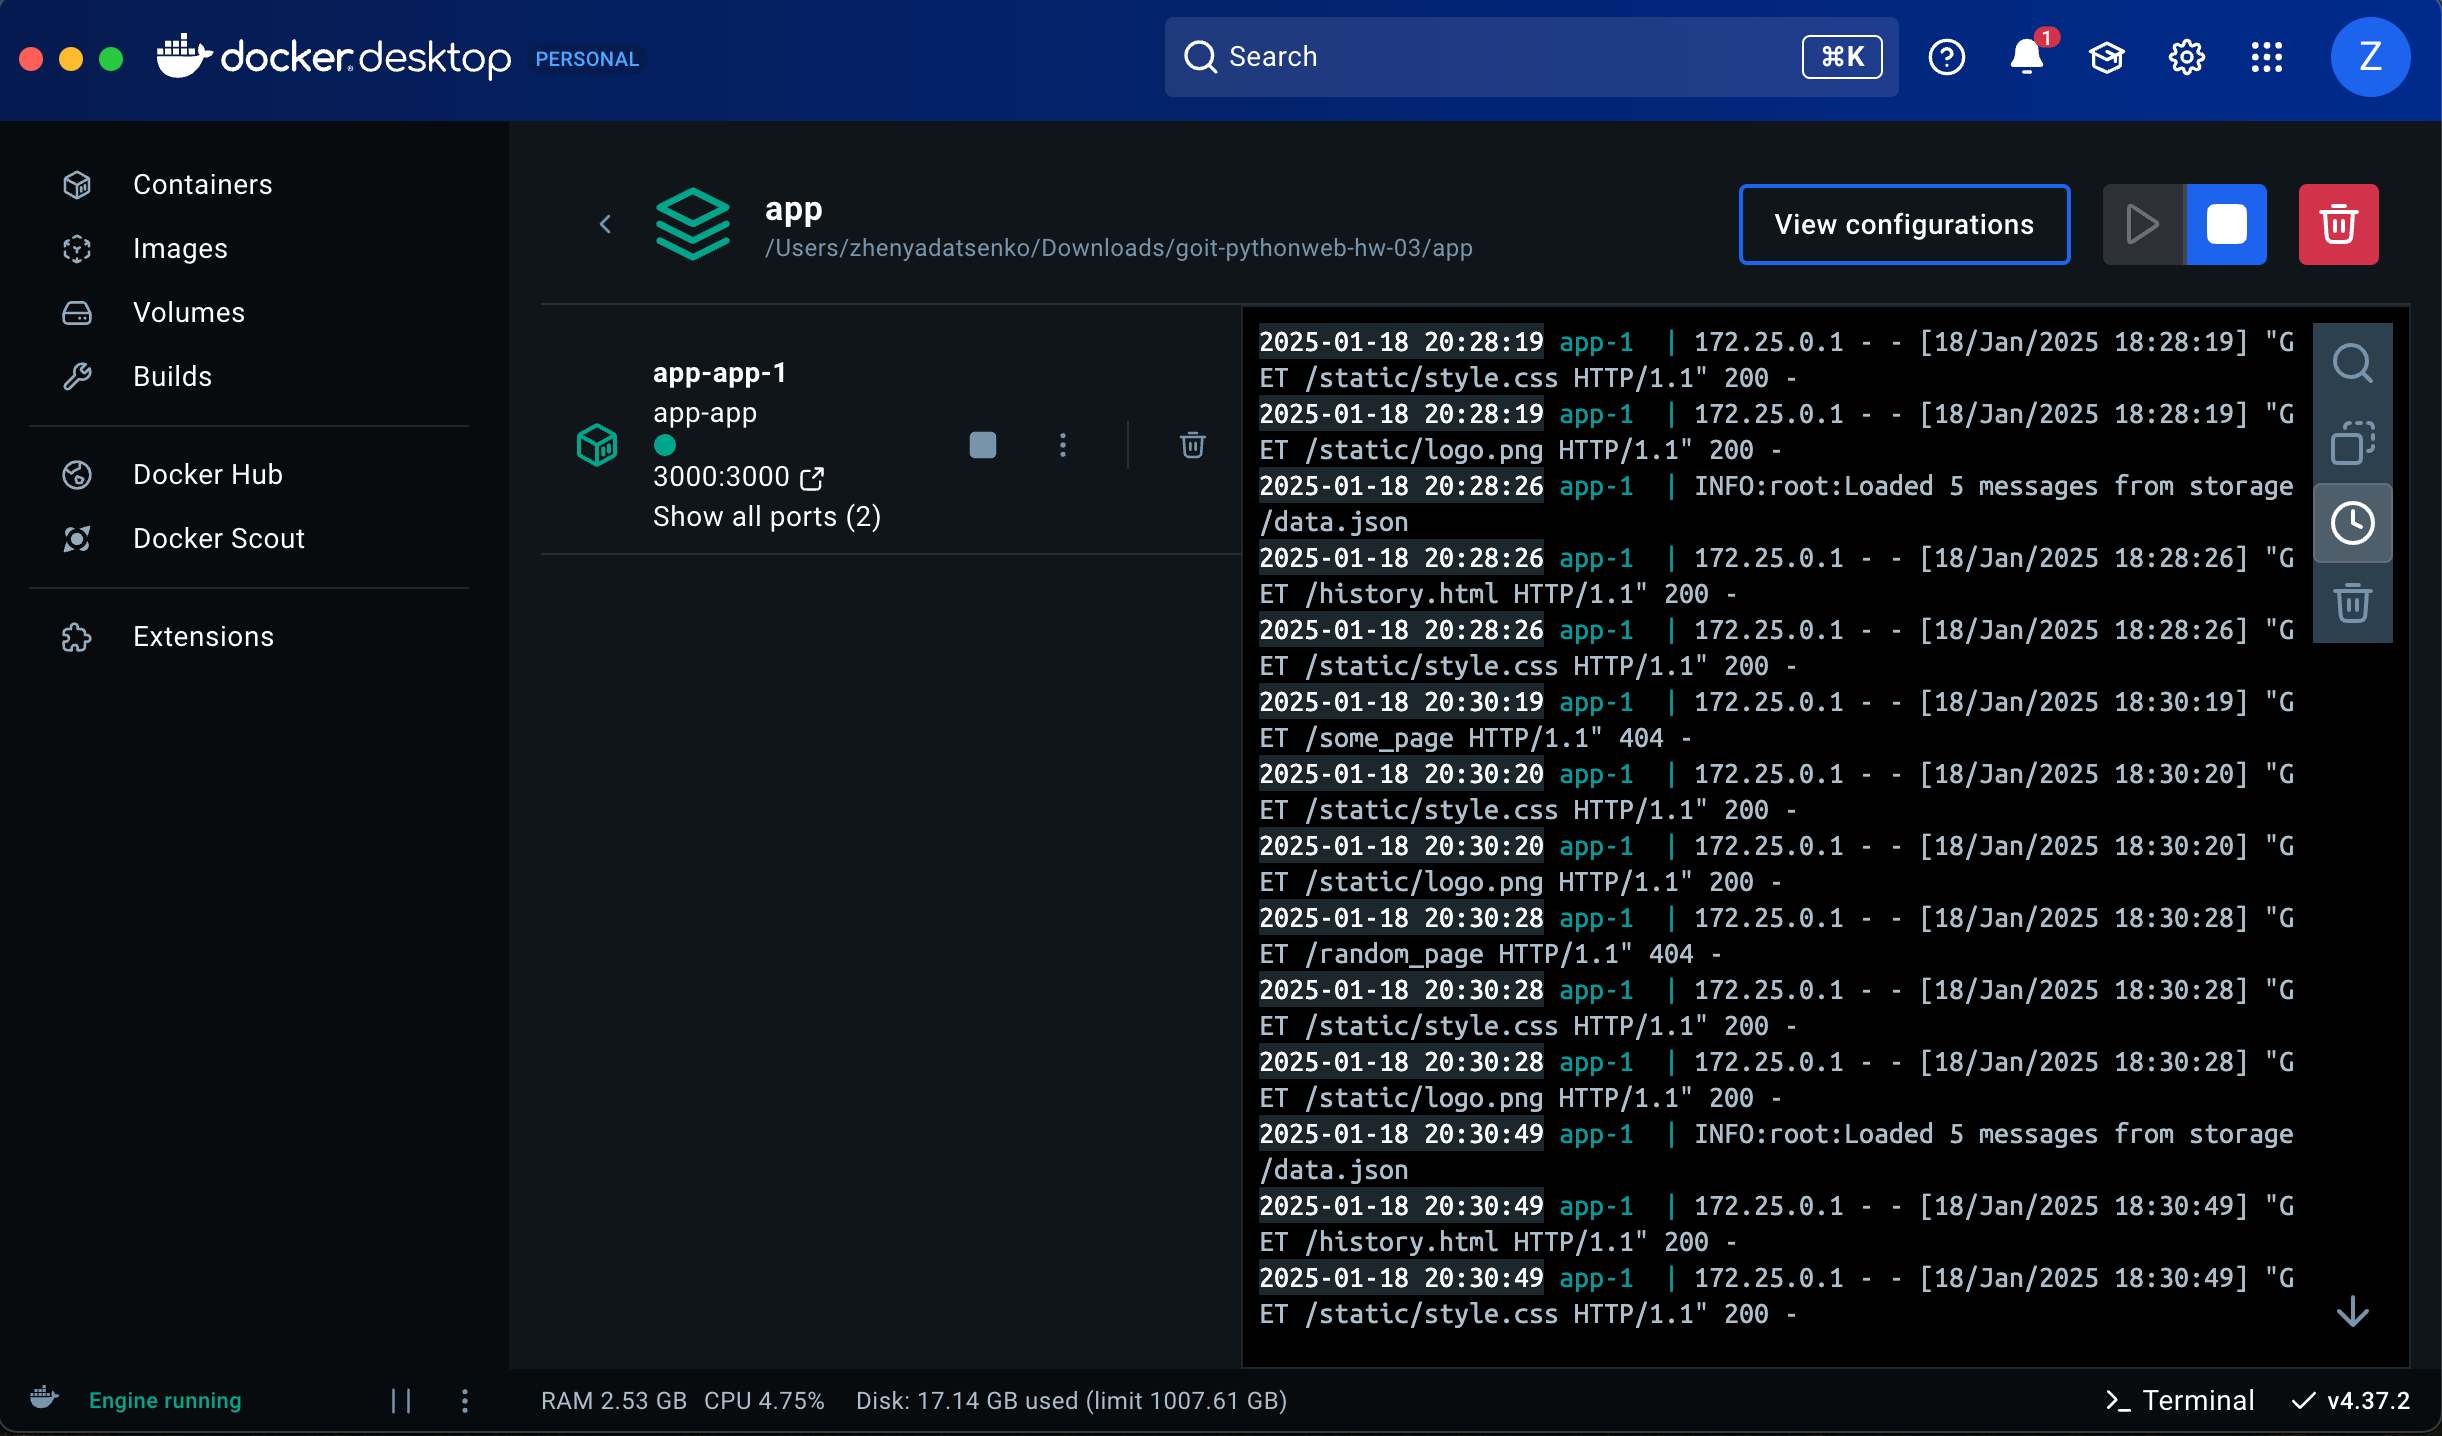 docker desktop PERSONAL
Search
⌘K
1
Z
Containers
Images
Volumes
Builds
Docker Hub
Docker Scout
Extensions
app
/Users/zhenyadatsenko/Downloads/goit-pythonweb-hw-03/app
View configurations
app-app-1
app-app
3000:3000
Show all ports (2)
2025-01-18 20:28:19 app-1 | 172.25.0.1 - - [18/Jan/2025 18:28:19] "G
ET /static/style.css HTTP/1.1" 200 -
2025-01-18 20:28:19 app-1 | 172.25.0.1 - - [18/Jan/2025 18:28:19] "G
ET /static/logo.png HTTP/1.1" 200 -
2025-01-18 20:28:26 app-1 | INFO:root:Loaded 5 messages from storage
/data.json
2025-01-18 20:28:26 app-1 | 172.25.0.1 - - [18/Jan/2025 18:28:26] "G
ET /history.html HTTP/1.1" 200 -
2025-01-18 20:28:26 app-1 | 172.25.0.1 - - [18/Jan/2025 18:28:26] "G
ET /static/style.css HTTP/1.1" 200 -
2025-01-18 20:30:19 app-1 | 172.25.0.1 - - [18/Jan/2025 18:30:19] "G
ET /some_page HTTP/1.1" 404 -
2025-01-18 20:30:20 app-1 | 172.25.0.1 - - [18/Jan/2025 18:30:20] "G
ET /static/style.css HTTP/1.1" 200 -
2025-01-18 20:30:20 app-1 | 172.25.0.1 - - [18/Jan/2025 18:30:20] "G
ET /static/logo.png HTTP/1.1" 200 -
2025-01-18 20:30:28 app-1 | 172.25.0.1 - - [18/Jan/2025 18:30:28] "G
ET /random_page HTTP/1.1" 404 -
2025-01-18 20:30:28 app-1 | 172.25.0.1 - - [18/Jan/2025 18:30:28] "G
ET /static/style.css HTTP/1.1" 200 -
2025-01-18 20:30:28 app-1 | 172.25.0.1 - - [18/Jan/2025 18:30:28] "G
ET /static/logo.png HTTP/1.1" 200 -
2025-01-18 20:30:49 app-1 | INFO:root:Loaded 5 messages from storage
/data.json
2025-01-18 20:30:49 app-1 | 172.25.0.1 - - [18/Jan/2025 18:30:49] "G
ET /history.html HTTP/1.1" 200 -
2025-01-18 20:30:49 app-1 | 172.25.0.1 - - [18/Jan/2025 18:30:49] "G
ET /static/style.css HTTP/1.1" 200 -
Engine running
RAM 2.53 GB CPU 4.75% Disk: 17.14 GB used (limit 1007.61 GB)
Terminal
v4.37.2